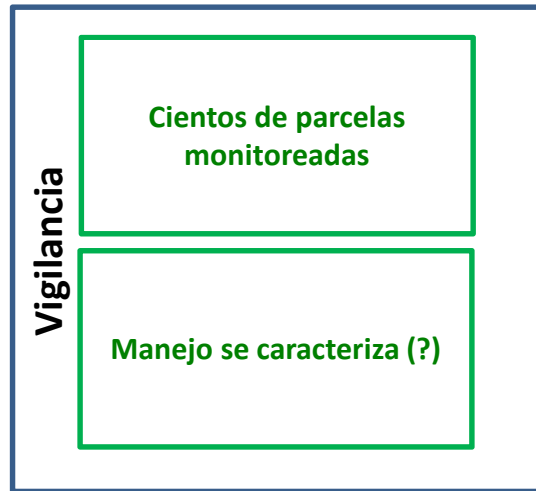 Vigilancia
Cientos de parcelas
monitoreadas
Manejo se caracteriza (?)